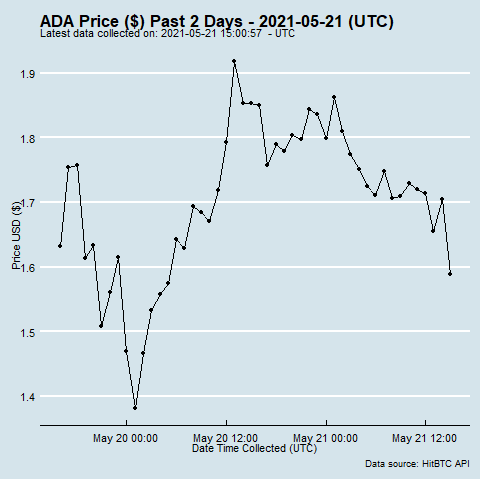 ADA Price ($) Past 2 Days - 2021-05-21 (UTC)
Latest data collected on: 2021-05-21 15:00:57 - UTC
1.9
1.8
1.7
1.6
1.5
1.4
Price USD ($)
May 20 00:00 May 20 12:00 May 21 00:00 May 21 12:00
Date Time Collected (UTC)
Data source: HitBTC API